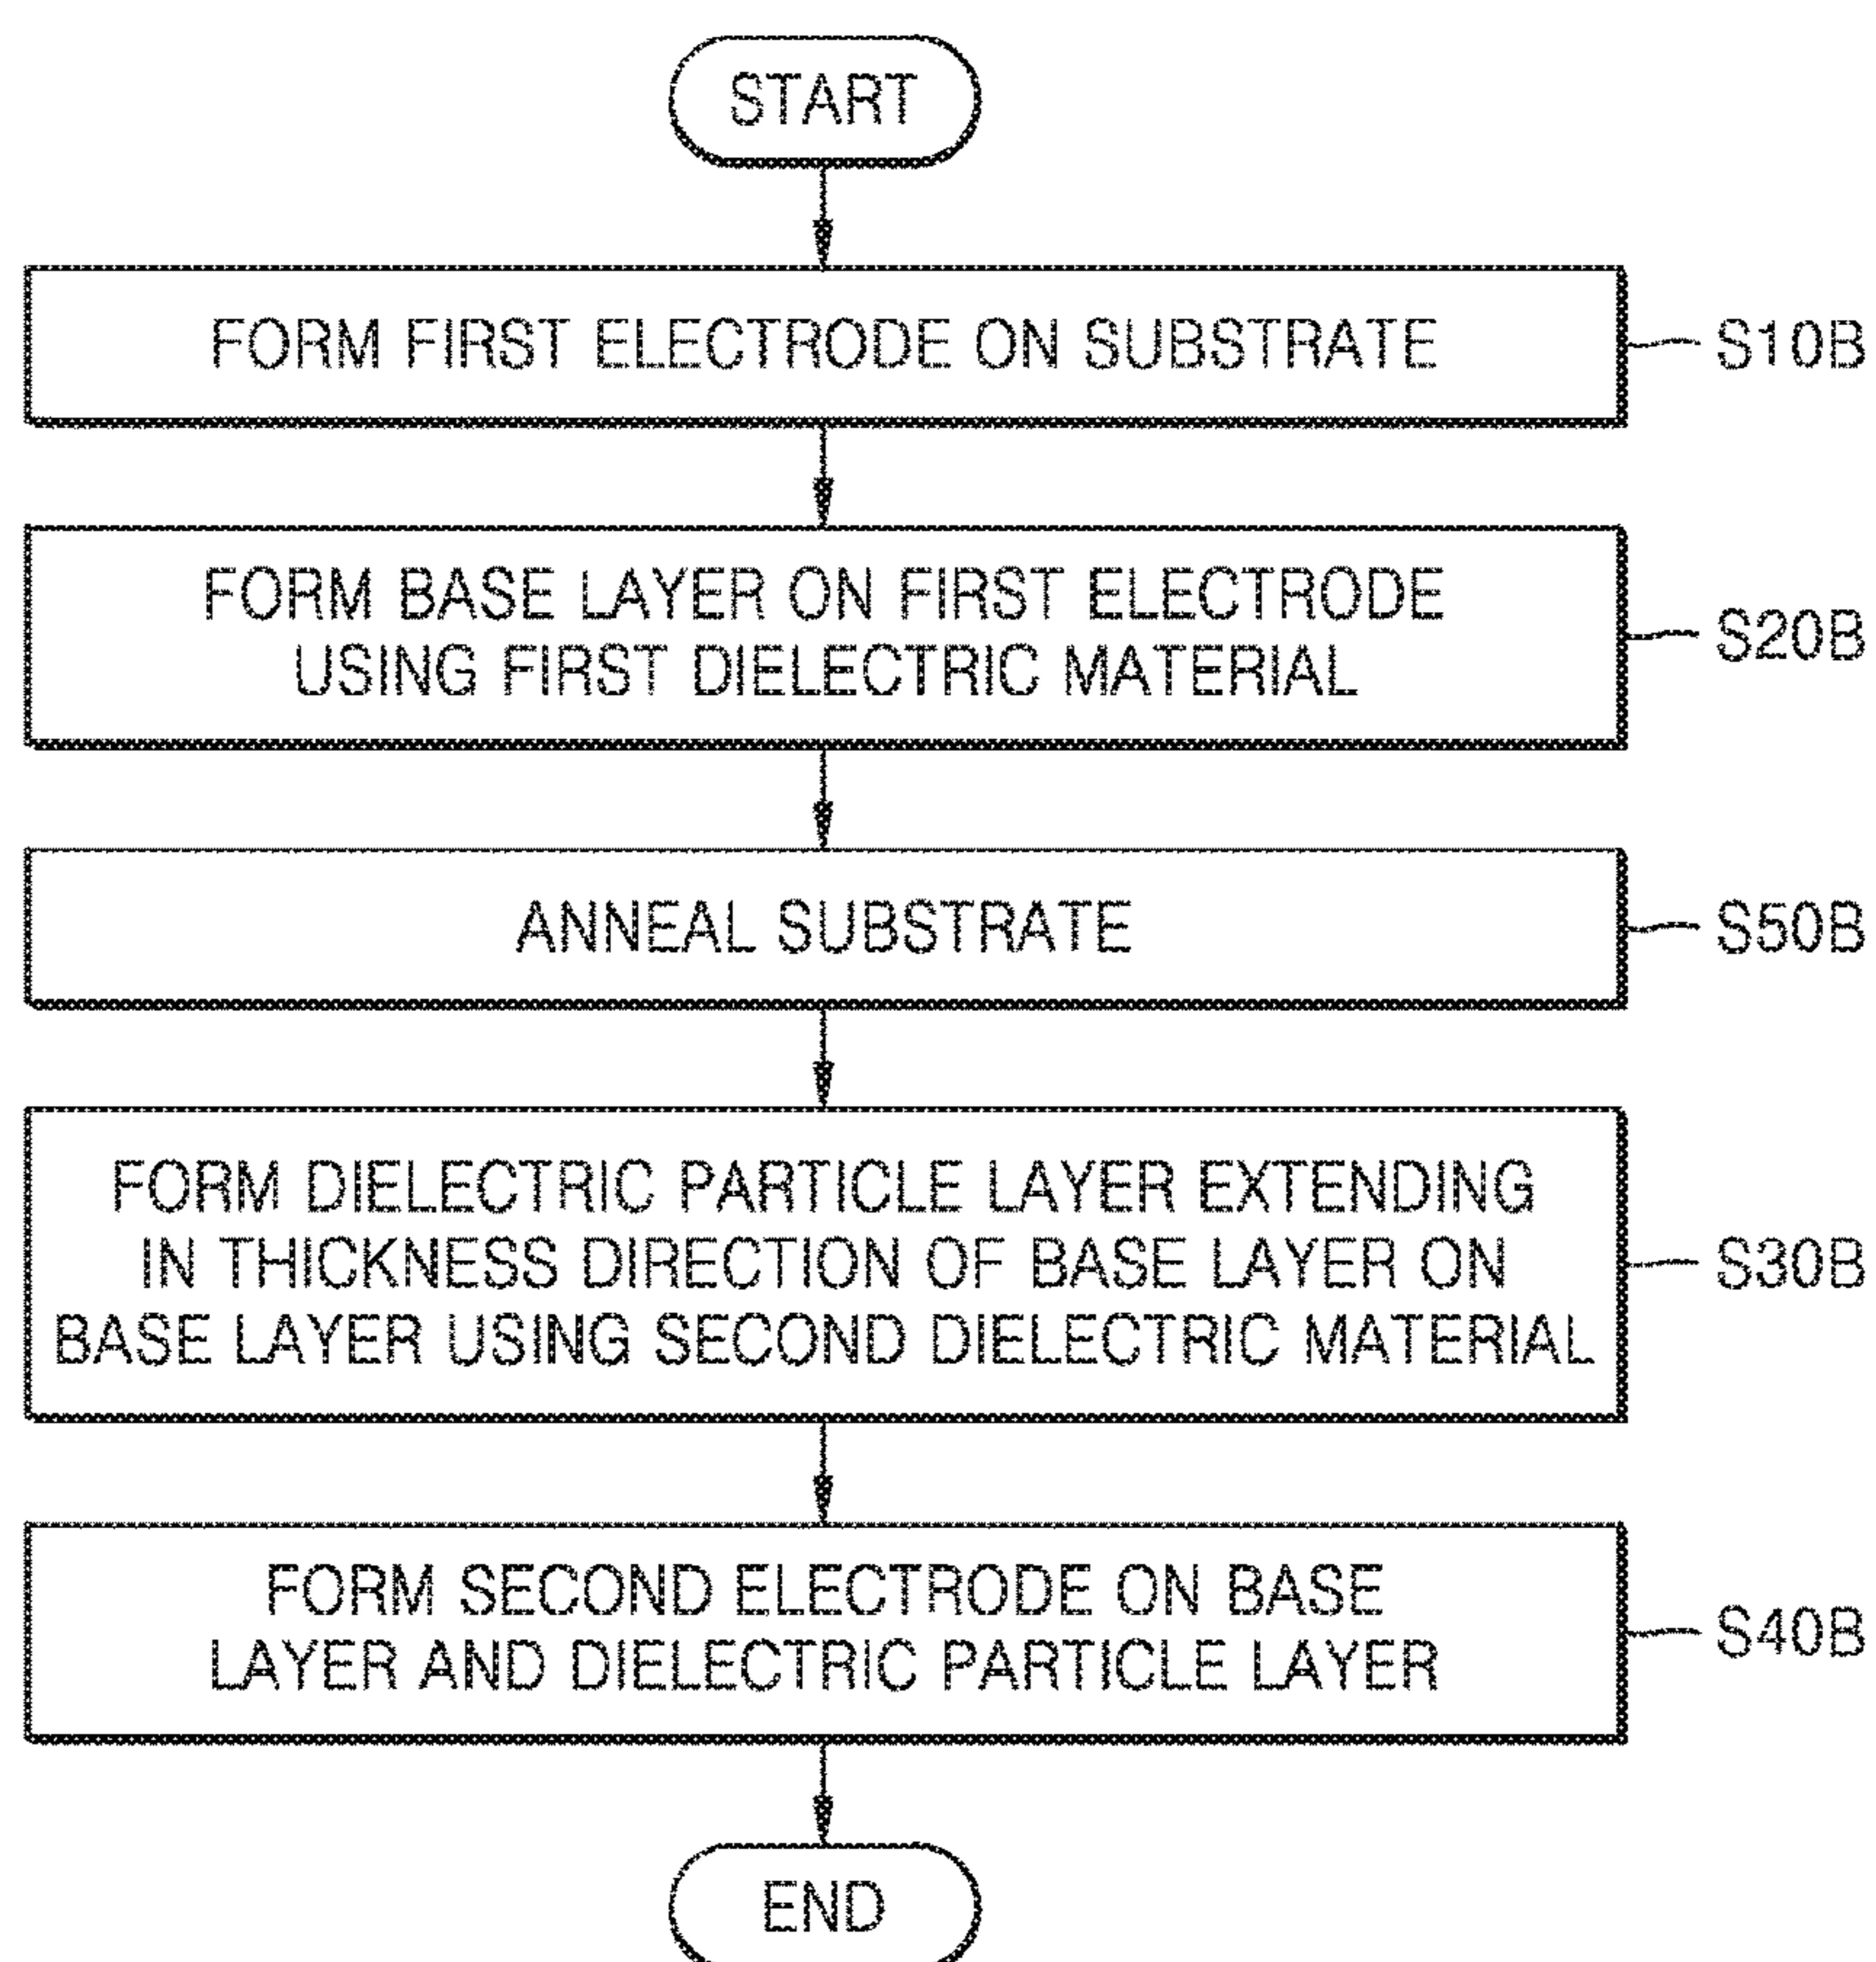 START
FORM FIRST ELECTRODE ON SUBSTRATE
S10B
FORM BASE LAYER ON FIRST ELECTRODE
USING FIRST DIELECTRIC MATERIAL
S20B
ANNEAL SUBSTRATE
S50B
FORM DIELECTRIC PARTICLE LAYER EXTENDING
IN THICKNESS DIRECTION OF BASE LAYER ON
BASE LAYER USING SECOND DIELECTRIC MATERIAL
S30B
FORM SECOND ELECTRODE ON BASE
LAYER AND DIELECTRIC PARTICLE LAYER
S40B
END